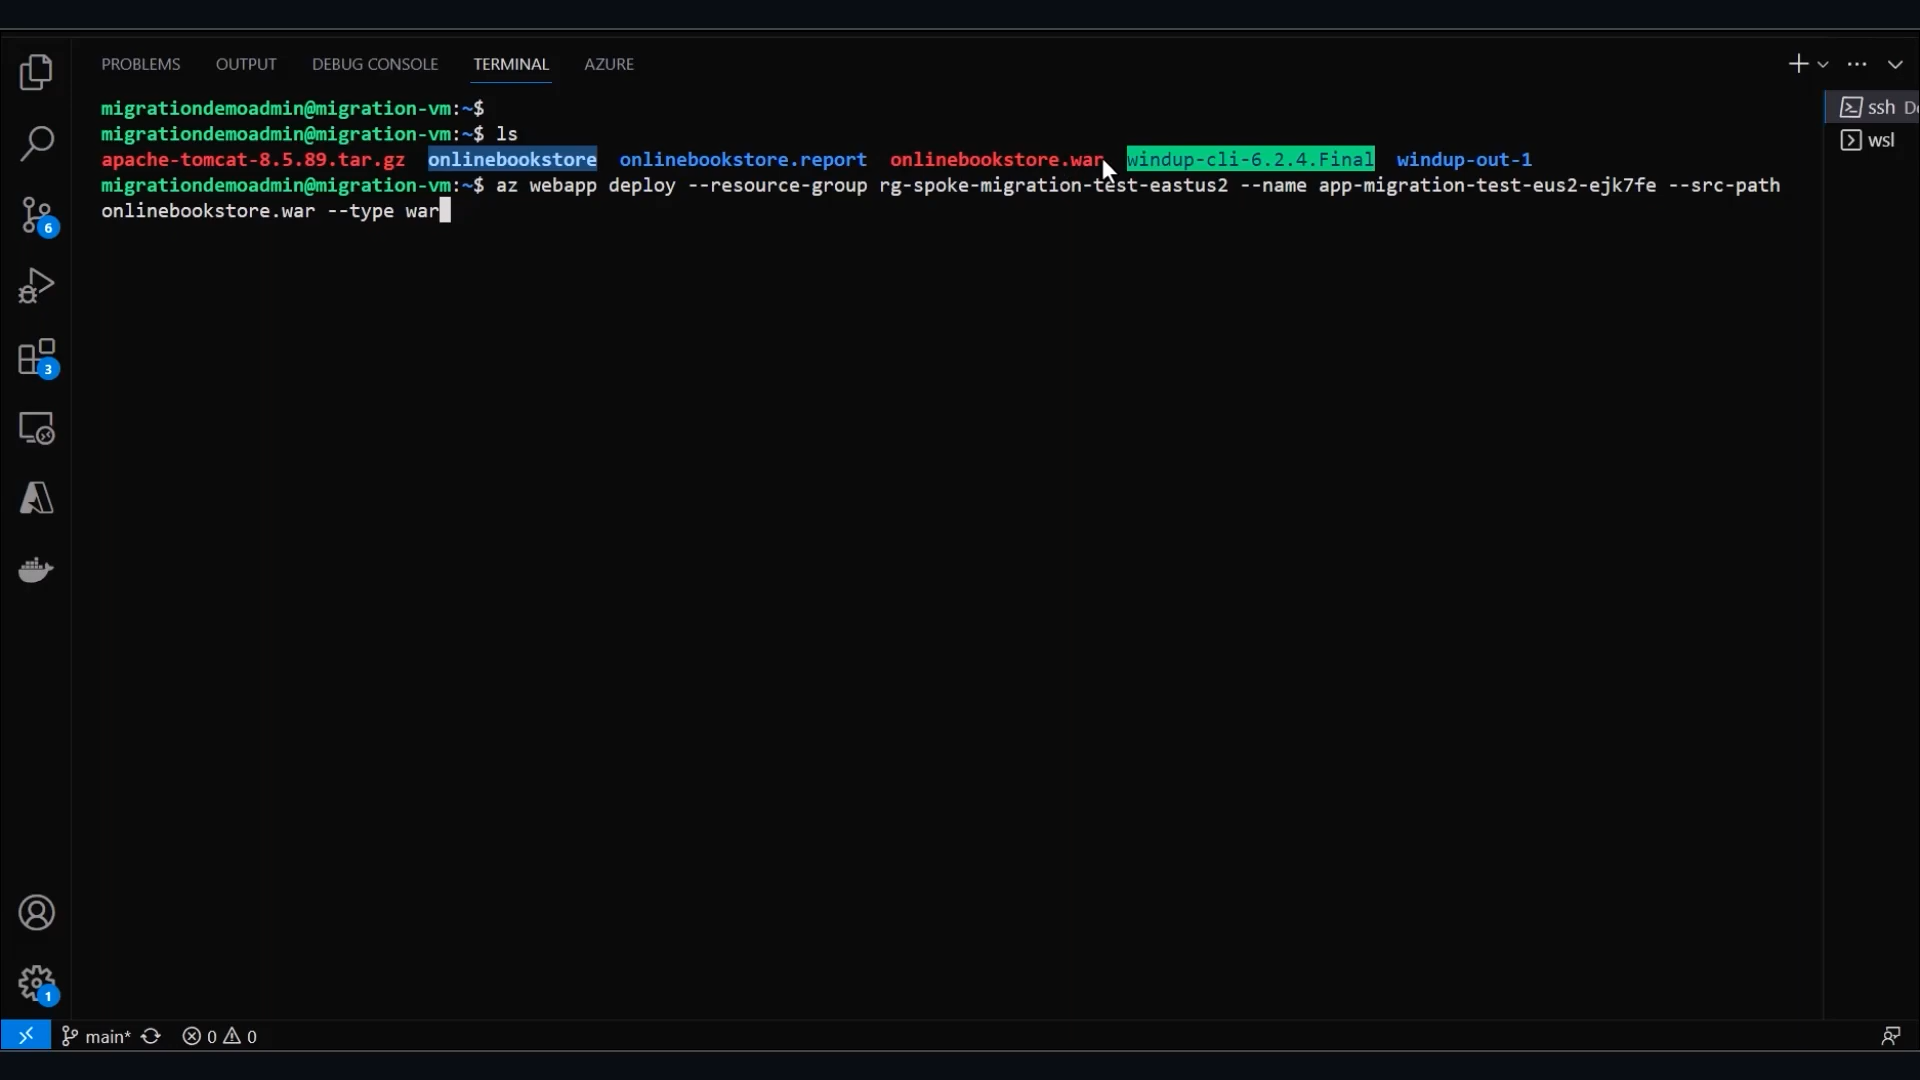 PROBLEMS OUTPUT DEBUG CONSOLE TERMINAL AZURE
migrationdemoadmin@migration-vm:~$
migrationdemoadmin@migration-vm:~$ ls
apache-tomcat-8.5.89.tar.gz onlinebookstore onlinebookstore.report onlinebookstore.war windup-cli-6.2.4.Final windup-out-1
migrationdemoadmin@migration-vm:~$ az webapp deploy --resource-group rg-spoke-migration-test-eastus2 --name app-migration-test-eus2-ejk7fe --src-path
onlinebookstore.war --type war
ssh
wsl
6
3
1
main* 0 0